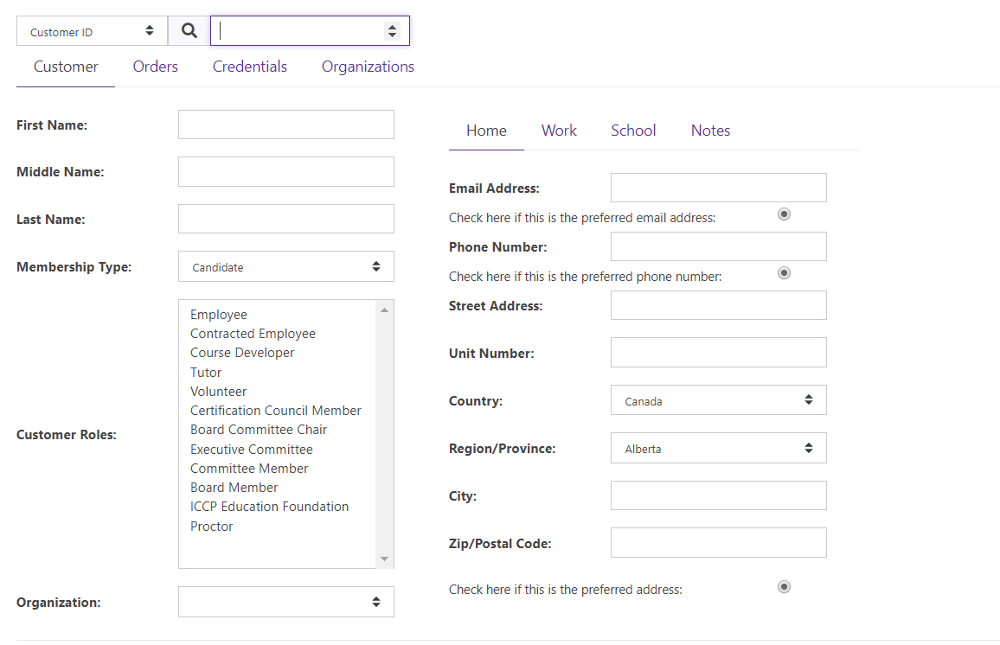 Customer ID
Customer Orders Credentials Organizations
First Name:
Middle Name:
Last Name:
Membership Type: Candidate
Customer Roles:
Employee
Contracted Employee
Course Developer
Tutor
Volunteer
Certification Council Member
Board Committee Chair
Executive Committee
Committee Member
Board Member
ICCP Education Foundation
Proctor
Organization:
Home Work School Notes
Email Address:
Check here if this is the preferred email address:
Phone Number:
Check here if this is the preferred phone number:
Street Address:
Unit Number:
Country: Canada
Region/Province: Alberta
City:
Zip/Postal Code:
Check here if this is the preferred address: